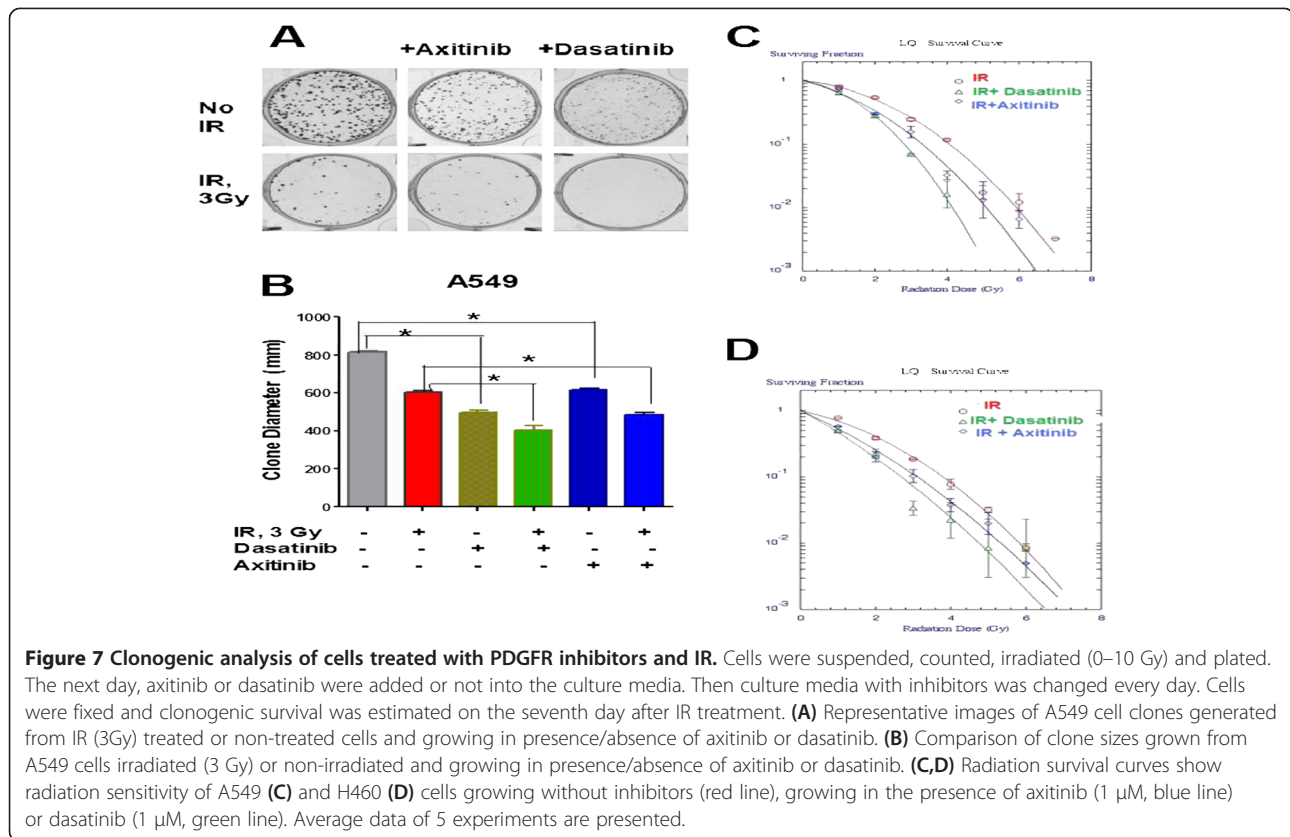 A
+Axitinib +Dasatinib
No
IR
IR,
3Gy
B
A549
Clone Diameter (mm)
1000
800
600
400
200
0
* * * *
IR, 3 Gy - + - + - +
Dasatinib - - + + - -
Axitinib - - - - + +
C
LQ Survival Curve
Surviving Fraction
IR
IR+ Dasatinib
IR+Axitinib
1
10-1
10-2
10-3
0 2 4 6 8
Radiation Dose (Gy)
D
LQ Survival Curve
Surviving Fraction
IR
IR+ Dasatinib
IR + Axitinib
1
10-1
10-2
10-3
0 2 4 6 8
Radiation Dose (Gy)
Figure 7 Clonogenic analysis of cells treated with PDGFR inhibitors and IR. Cells were suspended, counted, irradiated (0–10 Gy) and plated.
The next day, axitinib or dasatinib were added or not into the culture media. Then culture media with inhibitors was changed every day. Cells
were fixed and clonogenic survival was estimated on the seventh day after IR treatment. (A) Representative images of A549 cell clones generated
from IR (3Gy) treated or non-treated cells and growing in presence/absence of axitinib or dasatinib. (B) Comparison of clone sizes grown from
A549 cells irradiated (3 Gy) or non-irradiated and growing in presence/absence of axitinib or dasatinib. (C,D) Radiation survival curves show
radiation sensitivity of A549 (C) and H460 (D) cells growing without inhibitors (red line), growing in the presence of axitinib (1 μM, blue line)
or dasatinib (1 μM, green line). Average data of 5 experiments are presented.